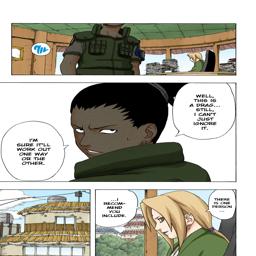 WELL,
THIS IS
A DRAG...
STILL,
I CAN'T
JUST
IGNORE
IT.
I'M
SURE IT'LL
WORK OUT
ONE WAY
OR THE
OTHER.
THERE
IS ONE
PERSON
...
I
RECOM-
MEND
YOU
INCLUDE.